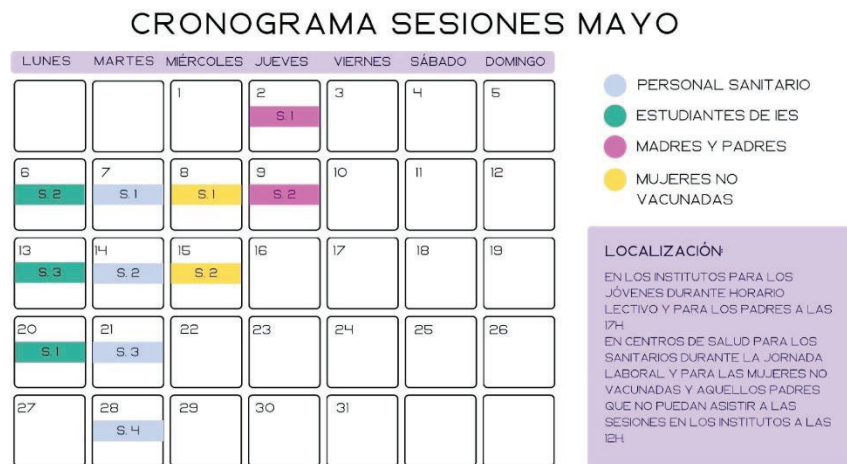 CRONOGRAMA SESIONES MAYO
LUNES MARTES MIÉRCOLES JUEVES VIERNES SÁBADO DOMINGO
1 2 3 4 5
S. 1
6 7 8 9 10 11 12
S. 2 S. 1 S. 1 S. 2
13 14 15 16 17 18 19
S. 3 S. 2 S. 2
20 21 22 23 24 25 26
S. 1 S. 3
27 28 29 30 31
S. 4
PERSONAL SANITARIO
ESTUDIANTES DE IES
MADRES Y PADRES
MUJERES NO
VACUNADAS
LOCALIZACIÓN:
EN LOS INSTITUTOS PARA LOS
JÓVENES DURANTE HORARIO
LECTIVO Y PARA LOS PADRES A LAS
17H.
EN CENTROS DE SALUD PARA LOS
SANITARIOS DURANTE LA JORNADA
LABORAL Y PARA LAS MUJERES NO
VACUNADAS Y AQUELLOS PADRES
QUE NO PUEDAN ASISTIR A LAS
SESIONES EN LOS INSTITUTOS A LAS
12H.